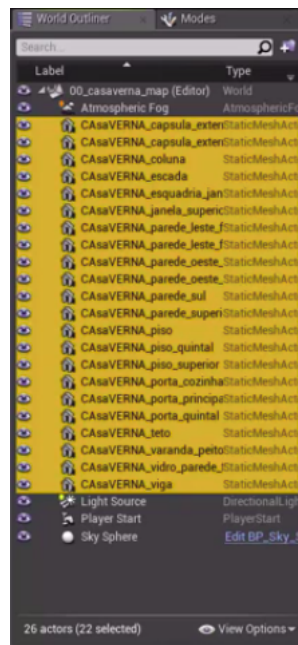 World Outliner Modes
Search...
Label Type
00_casaverna_map (Editor) World
Atmospheric Fog AtmosphericFo
CAsaVERNA_capsula_exten StaticMeshAct
CAsaVERNA_capsula_exten StaticMeshAct
CAsaVERNA_coluna StaticMeshAct
CAsaVERNA_escada StaticMeshAct
CAsaVERNA_esquadria_jan StaticMeshAct
CAsaVERNA_janela_superio StaticMeshAct
CAsaVERNA_parede_leste_f StaticMeshAct
CAsaVERNA_parede_leste_f StaticMeshAct
CAsaVERNA_parede_oeste_ StaticMeshAct
CAsaVERNA_parede_oeste_ StaticMeshAct
CAsaVERNA_parede_sul StaticMeshAct
CAsaVERNA_parede_superi StaticMeshAct
CAsaVERNA_piso StaticMeshAct
CAsaVERNA_piso_quintal StaticMeshAct
CAsaVERNA_piso_superior StaticMeshAct
CAsaVERNA_porta_cozinha StaticMeshAct
CAsaVERNA_porta_principa StaticMeshAct
CAsaVERNA_porta_quintal StaticMeshAct
CAsaVERNA_teto StaticMeshAct
CAsaVERNA_varanda_peito StaticMeshAct
CAsaVERNA_vidro_parede_ StaticMeshAct
CAsaVERNA_viga StaticMeshAct
Light Source DirectionalLigh
Player Start PlayerStart
Sky Sphere Edit BP_Sky_S
26 actors (22 selected) View Options